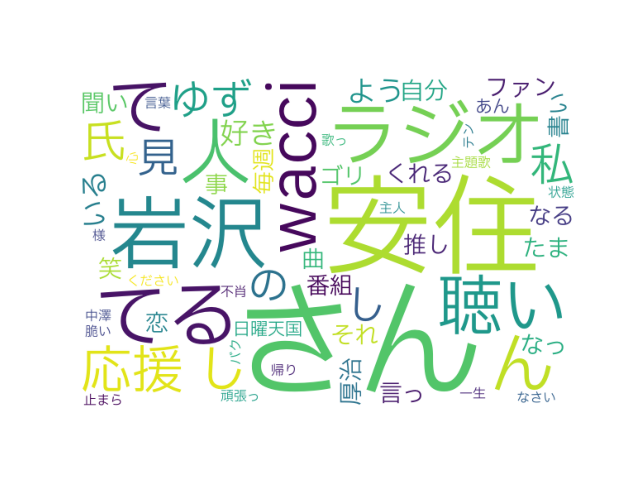 聞い
言葉
て
ゆず
wacci
よう
自分
ファン
あん
書い
氏
人
好き
歌っ
ラジオ
テン
見
毎週
ゴリ
くれる
主題歌
私
いる
事
状態
岩沢
安住
主人
なる
様
曲
推し
たま
笑
ください
の
番組
し
聴い
てる
不肖
中澤
脆い
恋
日曜天国
さん
それ
ん
なっ
応援
し
バク
帰り
厚治
言っ
一生
なさい
止まら
頑張っ